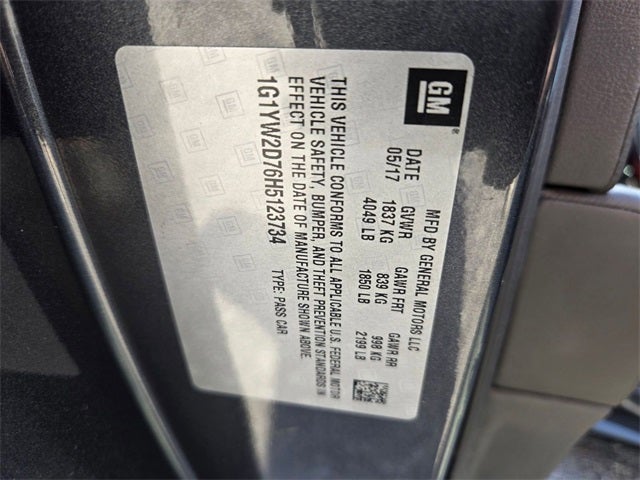 GM
MFD BY GENERAL MOTORS LLC
DATE GVWR GAWR FRT GAWR RR
05/17 1837 KG 839 KG 998 KG
4049 LB 1850 LB 2199 LB
THIS VEHICLE CONFORMS TO ALL APPLICABLE U.S. FEDERAL MOTOR
VEHICLE SAFETY, BUMPER, AND THEFT PREVENTION STANDARDS IN
EFFECT ON THE DATE OF MANUFACTURE SHOWN ABOVE.
1G1YW2D76H5123734 TYPE: PASS CAR